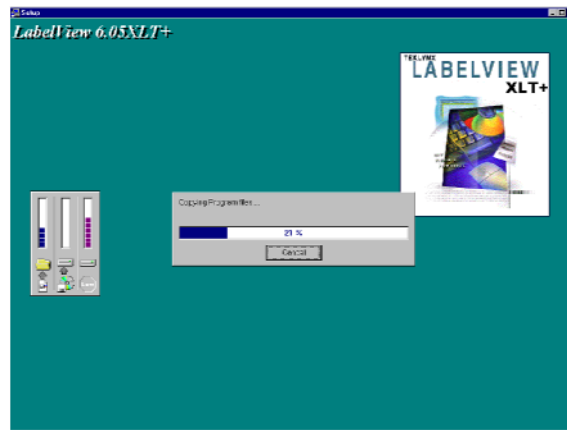 Setup
LabelView 6.05XLT+
TEKLYNX
LABELVIEW
XLT+
Copying Program files ...
21 %
Cancel